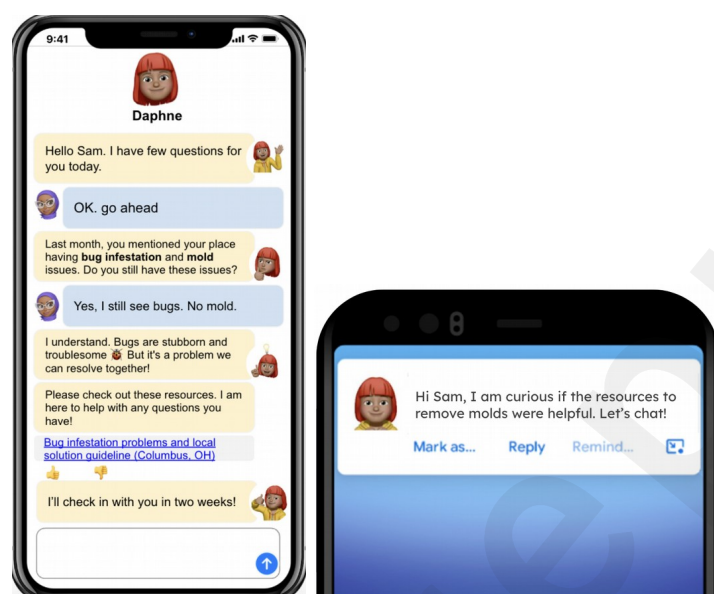 9:41
Daphne
Hello Sam. I have few questions for
you today.
OK. go ahead
Last month, you mentioned your place
having bug infestation and mold
issues. Do you still have these issues?
Yes, I still see bugs. No mold.
I understand. Bugs are stubborn and
troublesome 🐞 But it's a problem we
can resolve together!
Please check out these resources. I am
here to help with any questions you
have!
Bug infestation problems and local
solution guideline (Columbus, OH)
I'll check in with you in two weeks!
Hi Sam, I am curious if the resources to
remove molds were helpful. Let's chat!
Mark as... Reply Remind...